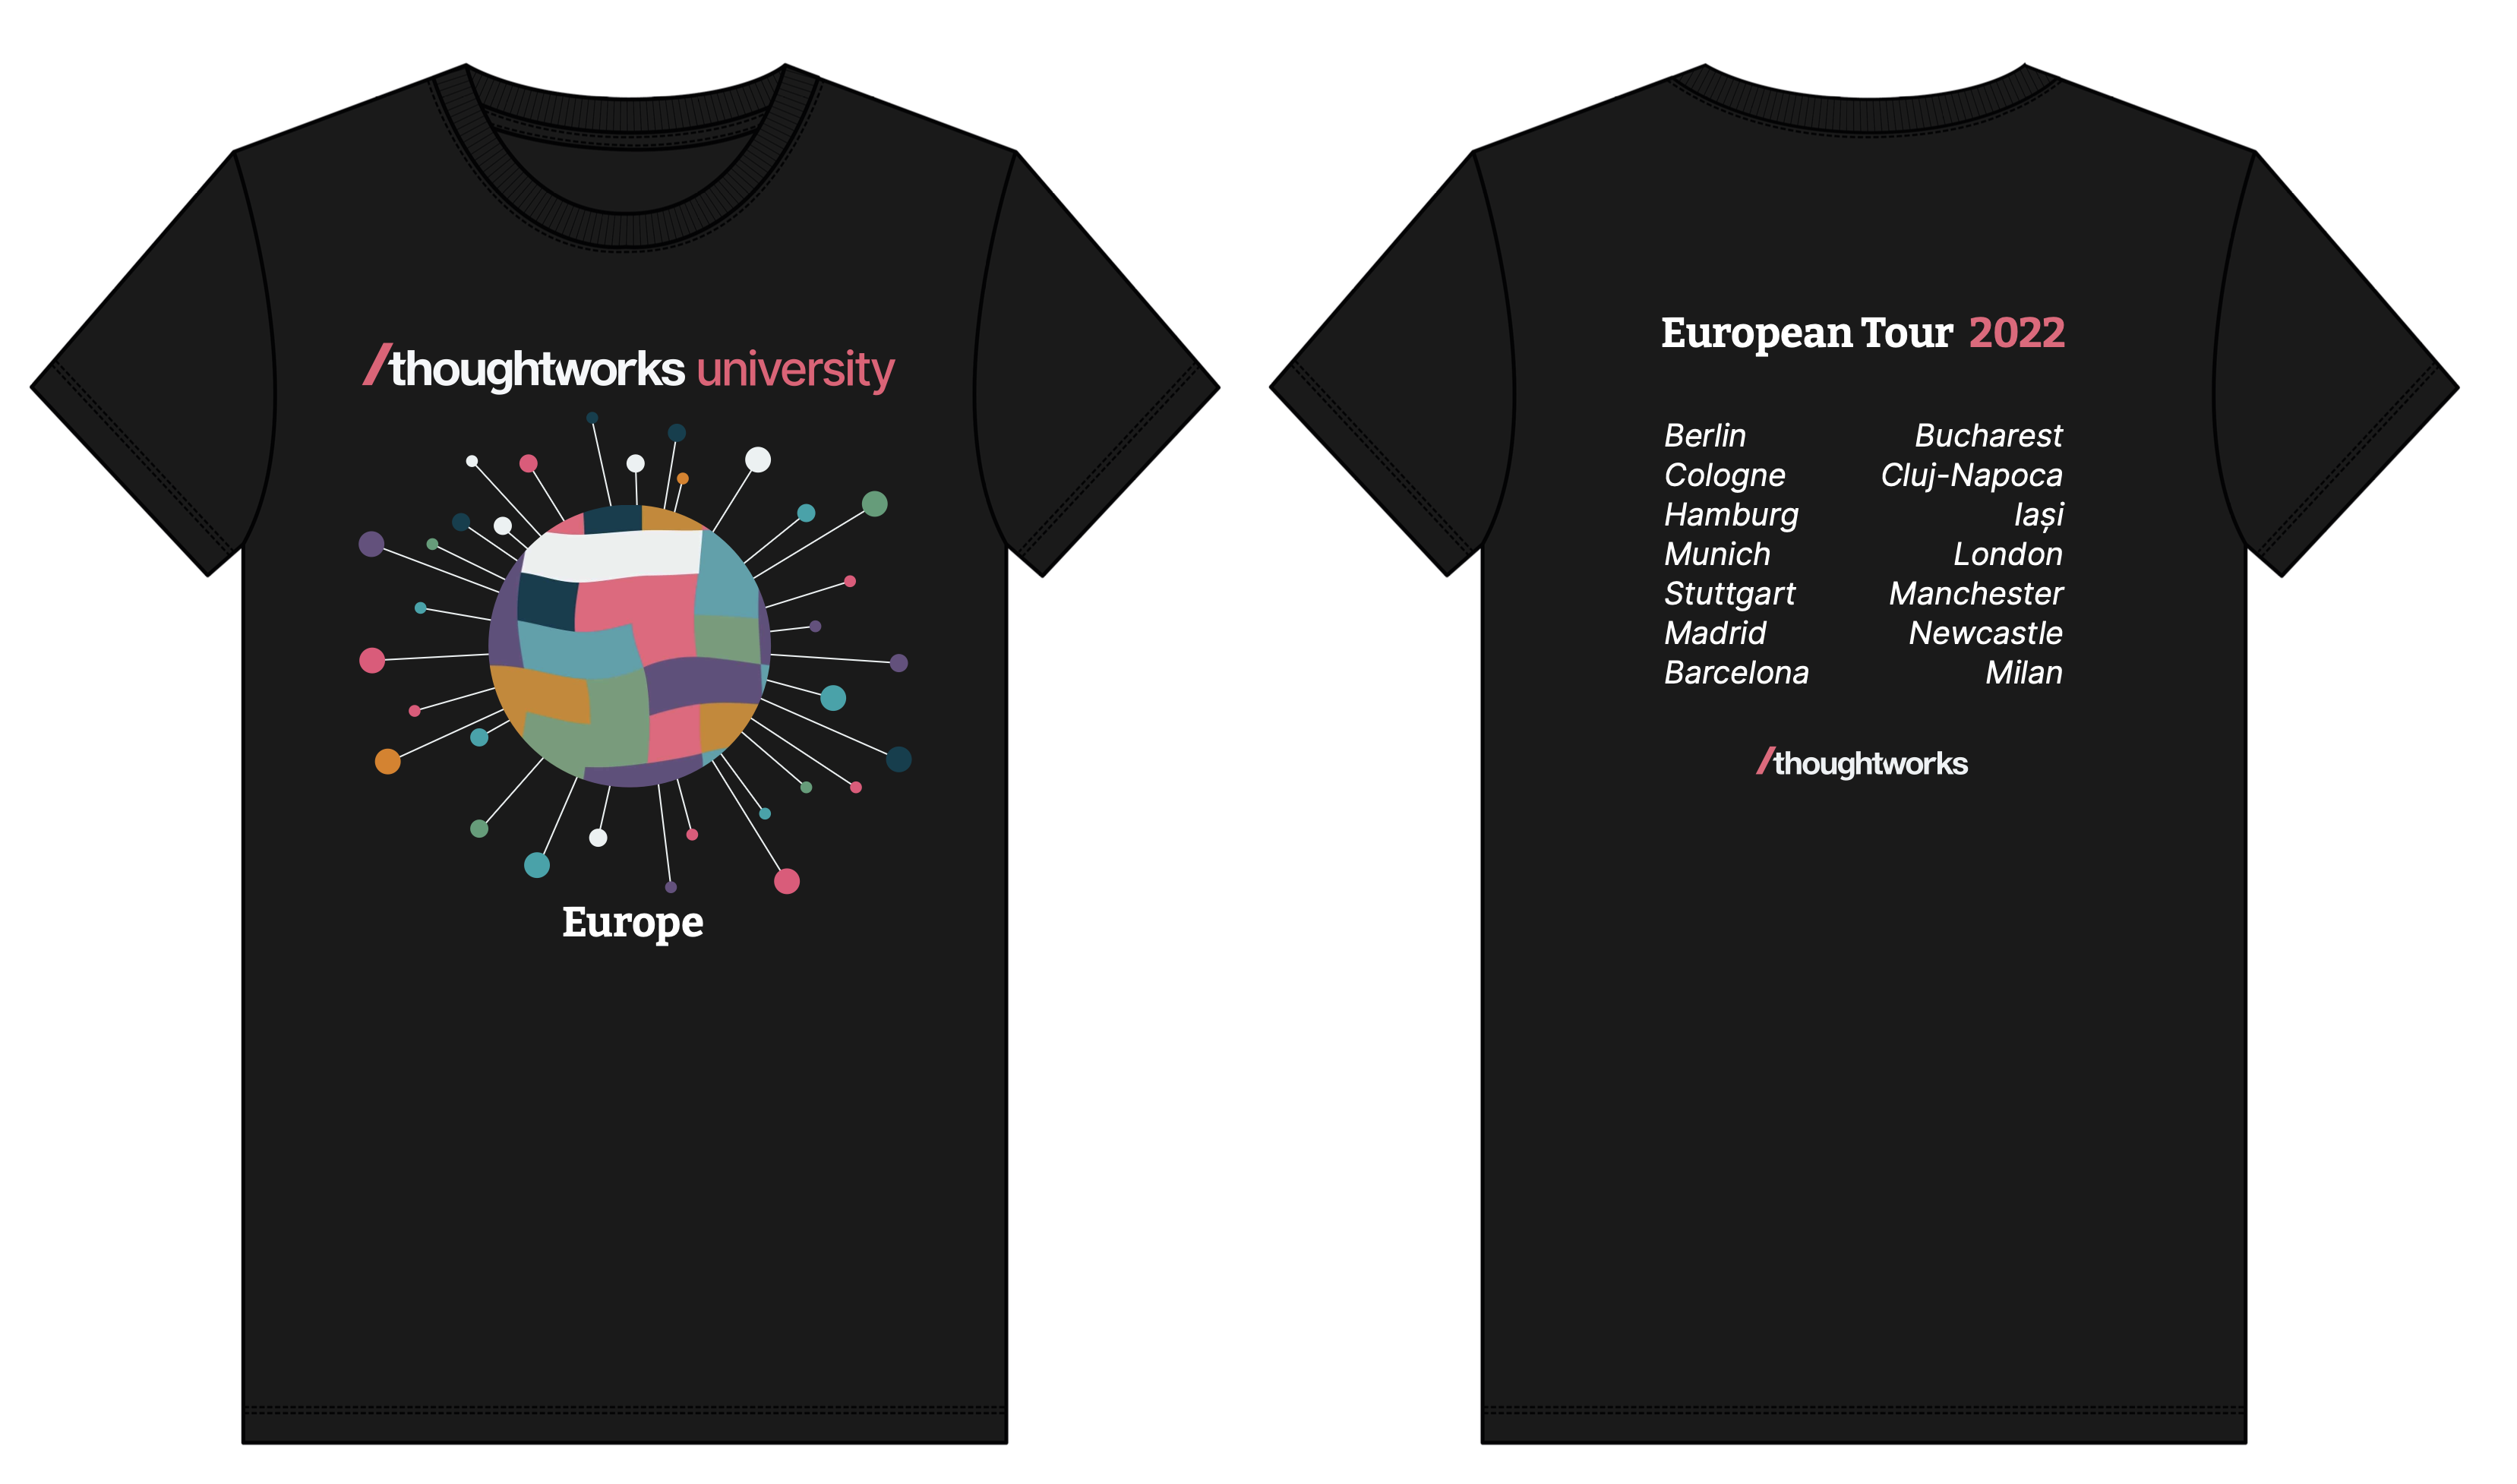 thoughtworks university
Europe
European Tour 2022
Berlin
Cologne
Hamburg
Munich
Stuttgart
Madrid
Barcelona
Bucharest
Cluj-Napoca
Iași
London
Manchester
Newcastle
Milan
/thoughtworks